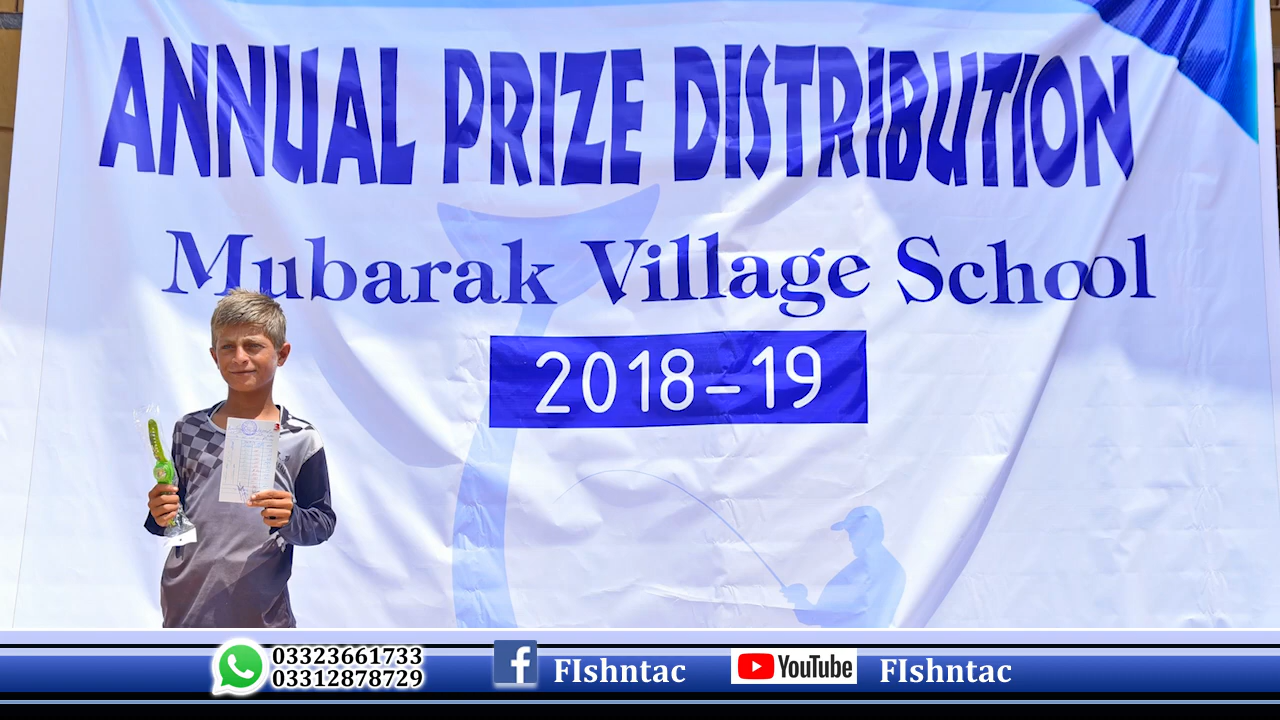 ANNUAL PRIZE DISTRIBUTION
Mubarak Village School
2018-19
03323661733
03312878729
f FIshntac
YouTube FIshntac